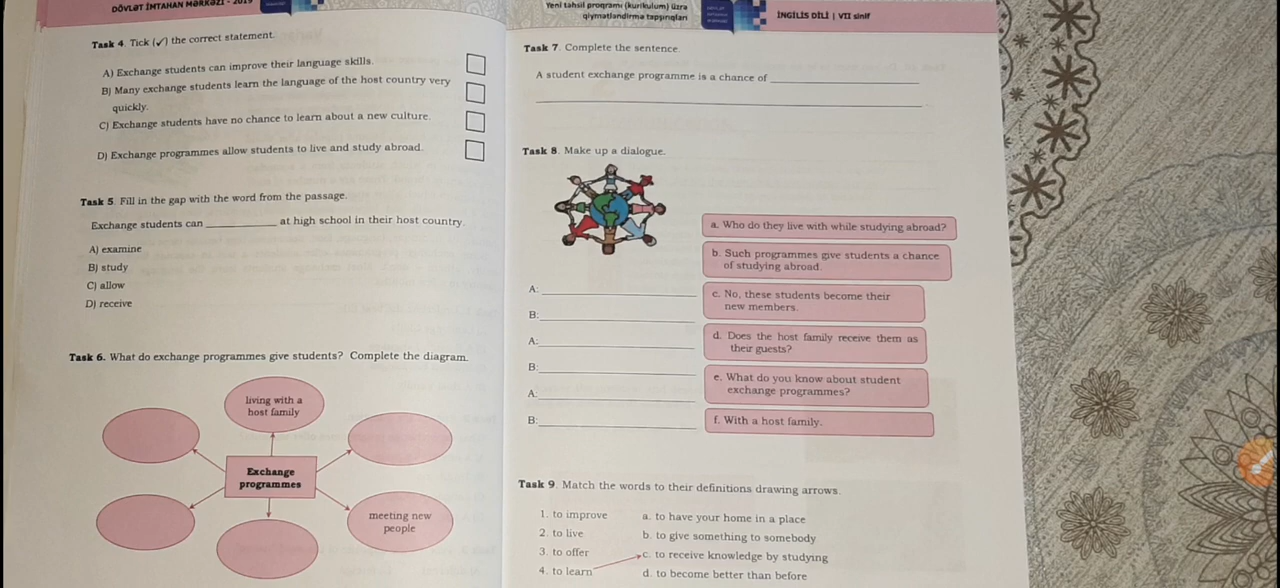 DÖVLƏT İMTAHAN MƏRKƏZİ - 2019
Task 4. Tick (✓) the correct statement.
A) Exchange students can improve their language skills.
B) Many exchange students learn the language of the host country very
quickly.
C) Exchange students have no chance to learn about a new culture.
D) Exchange programmes allow students to live and study abroad.
Task 5. Fill in the gap with the word from the passage.
Exchange students can __________ at high school in their host country.
A) examine
B) study
C) allow
D) receive
Task 6. What do exchange programmes give students? Complete the diagram.
living with a
host family
Exchange
programmes
meeting new
people
Yeni təhsil proqramı (kurikulum) üzrə
qiymətləndirmə tapşırıqları
İNGİLİS DİLİ | VII sinif
Task 7. Complete the sentence.
A student exchange programme is a chance of ____________________
____________________.
Task 8. Make up a dialogue.
a. Who do they live with while studying abroad?
b. Such programmes give students a chance
of studying abroad.
c. No, these students become their
new members.
d. Does the host family receive them as
their guests?
e. What do you know about student
exchange programmes?
f. With a host family.
A: ____________________
B: ____________________
A: ____________________
B: ____________________
A: ____________________
B: ____________________
Task 9. Match the words to their definitions drawing arrows.
1. to improve a. to have your home in a place
2. to live b. to give something to somebody
3. to offer c. to receive knowledge by studying
4. to learn d. to become better than before